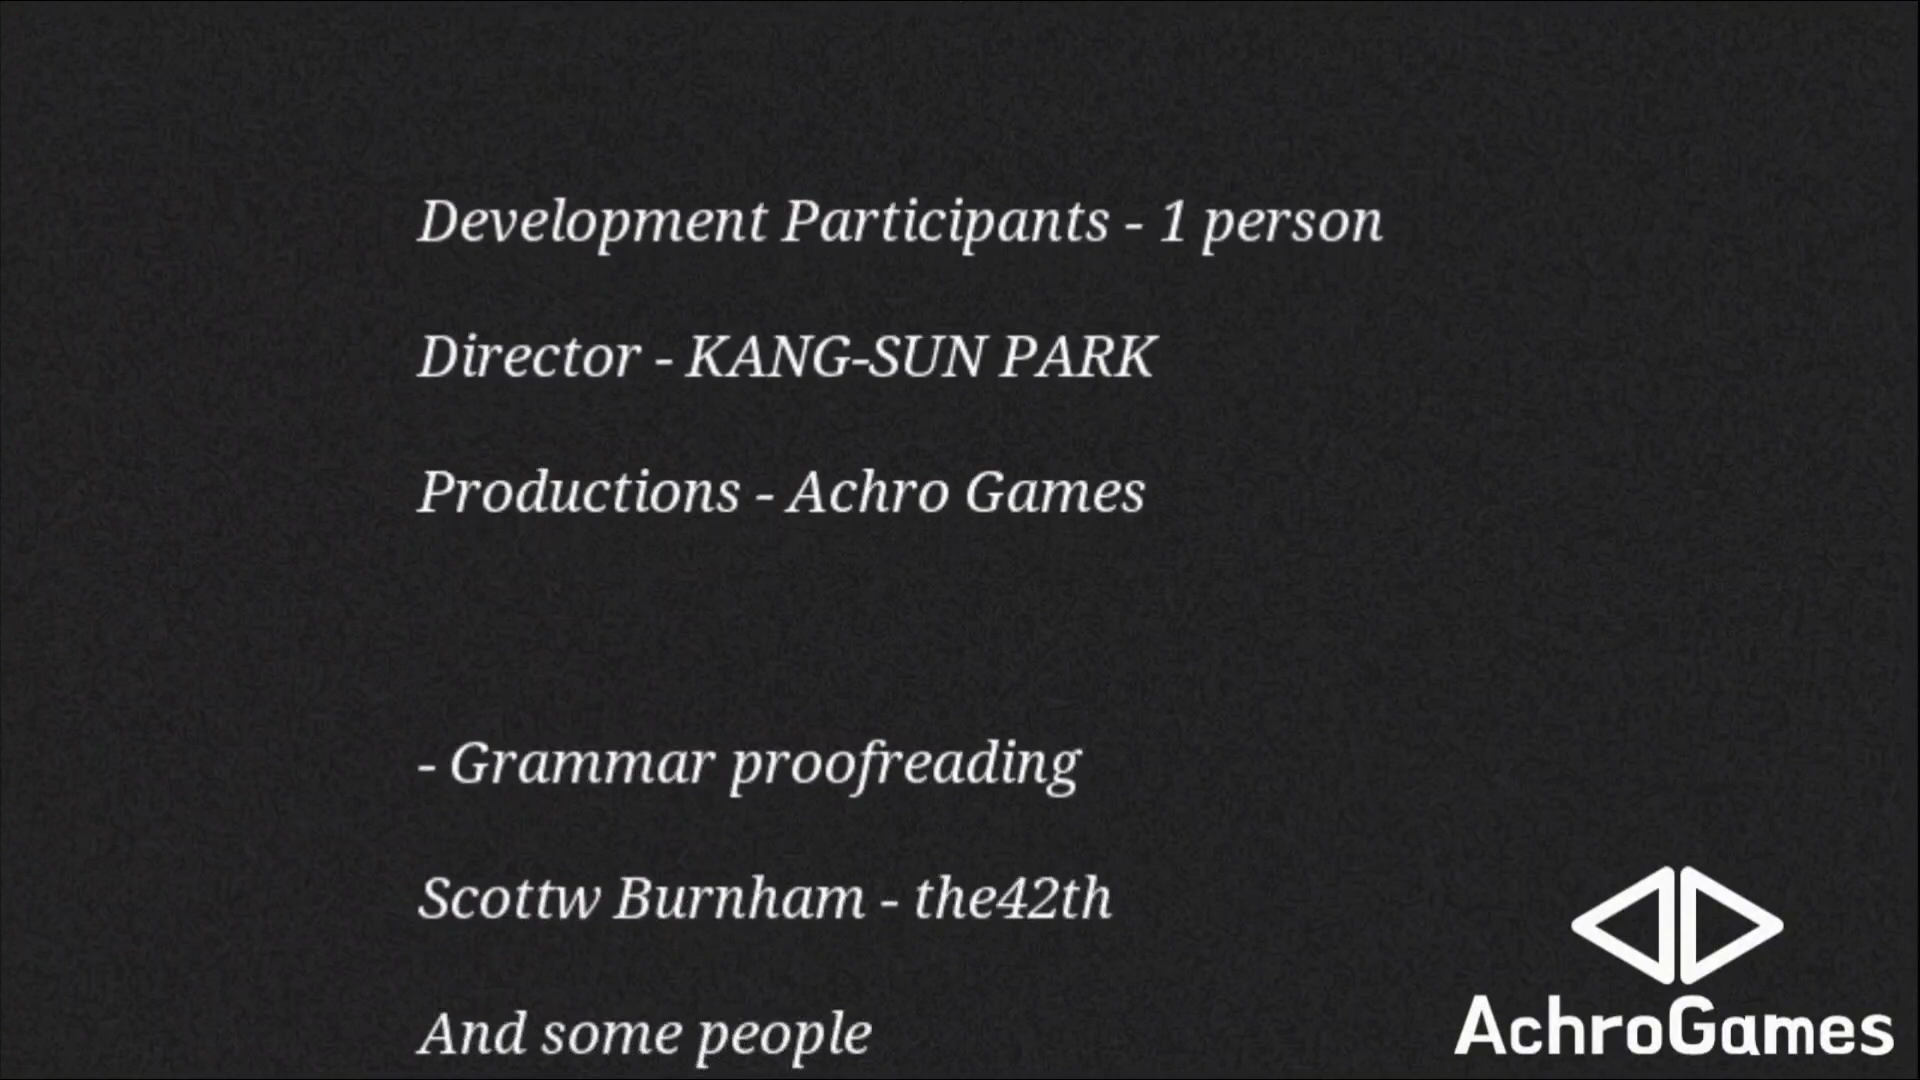 Development Participants - 1 person
Director - KANG-SUN PARK
Productions - Achro Games
- Grammar proofreading
Scottw Burnham - the42th
And some people
AchroGames